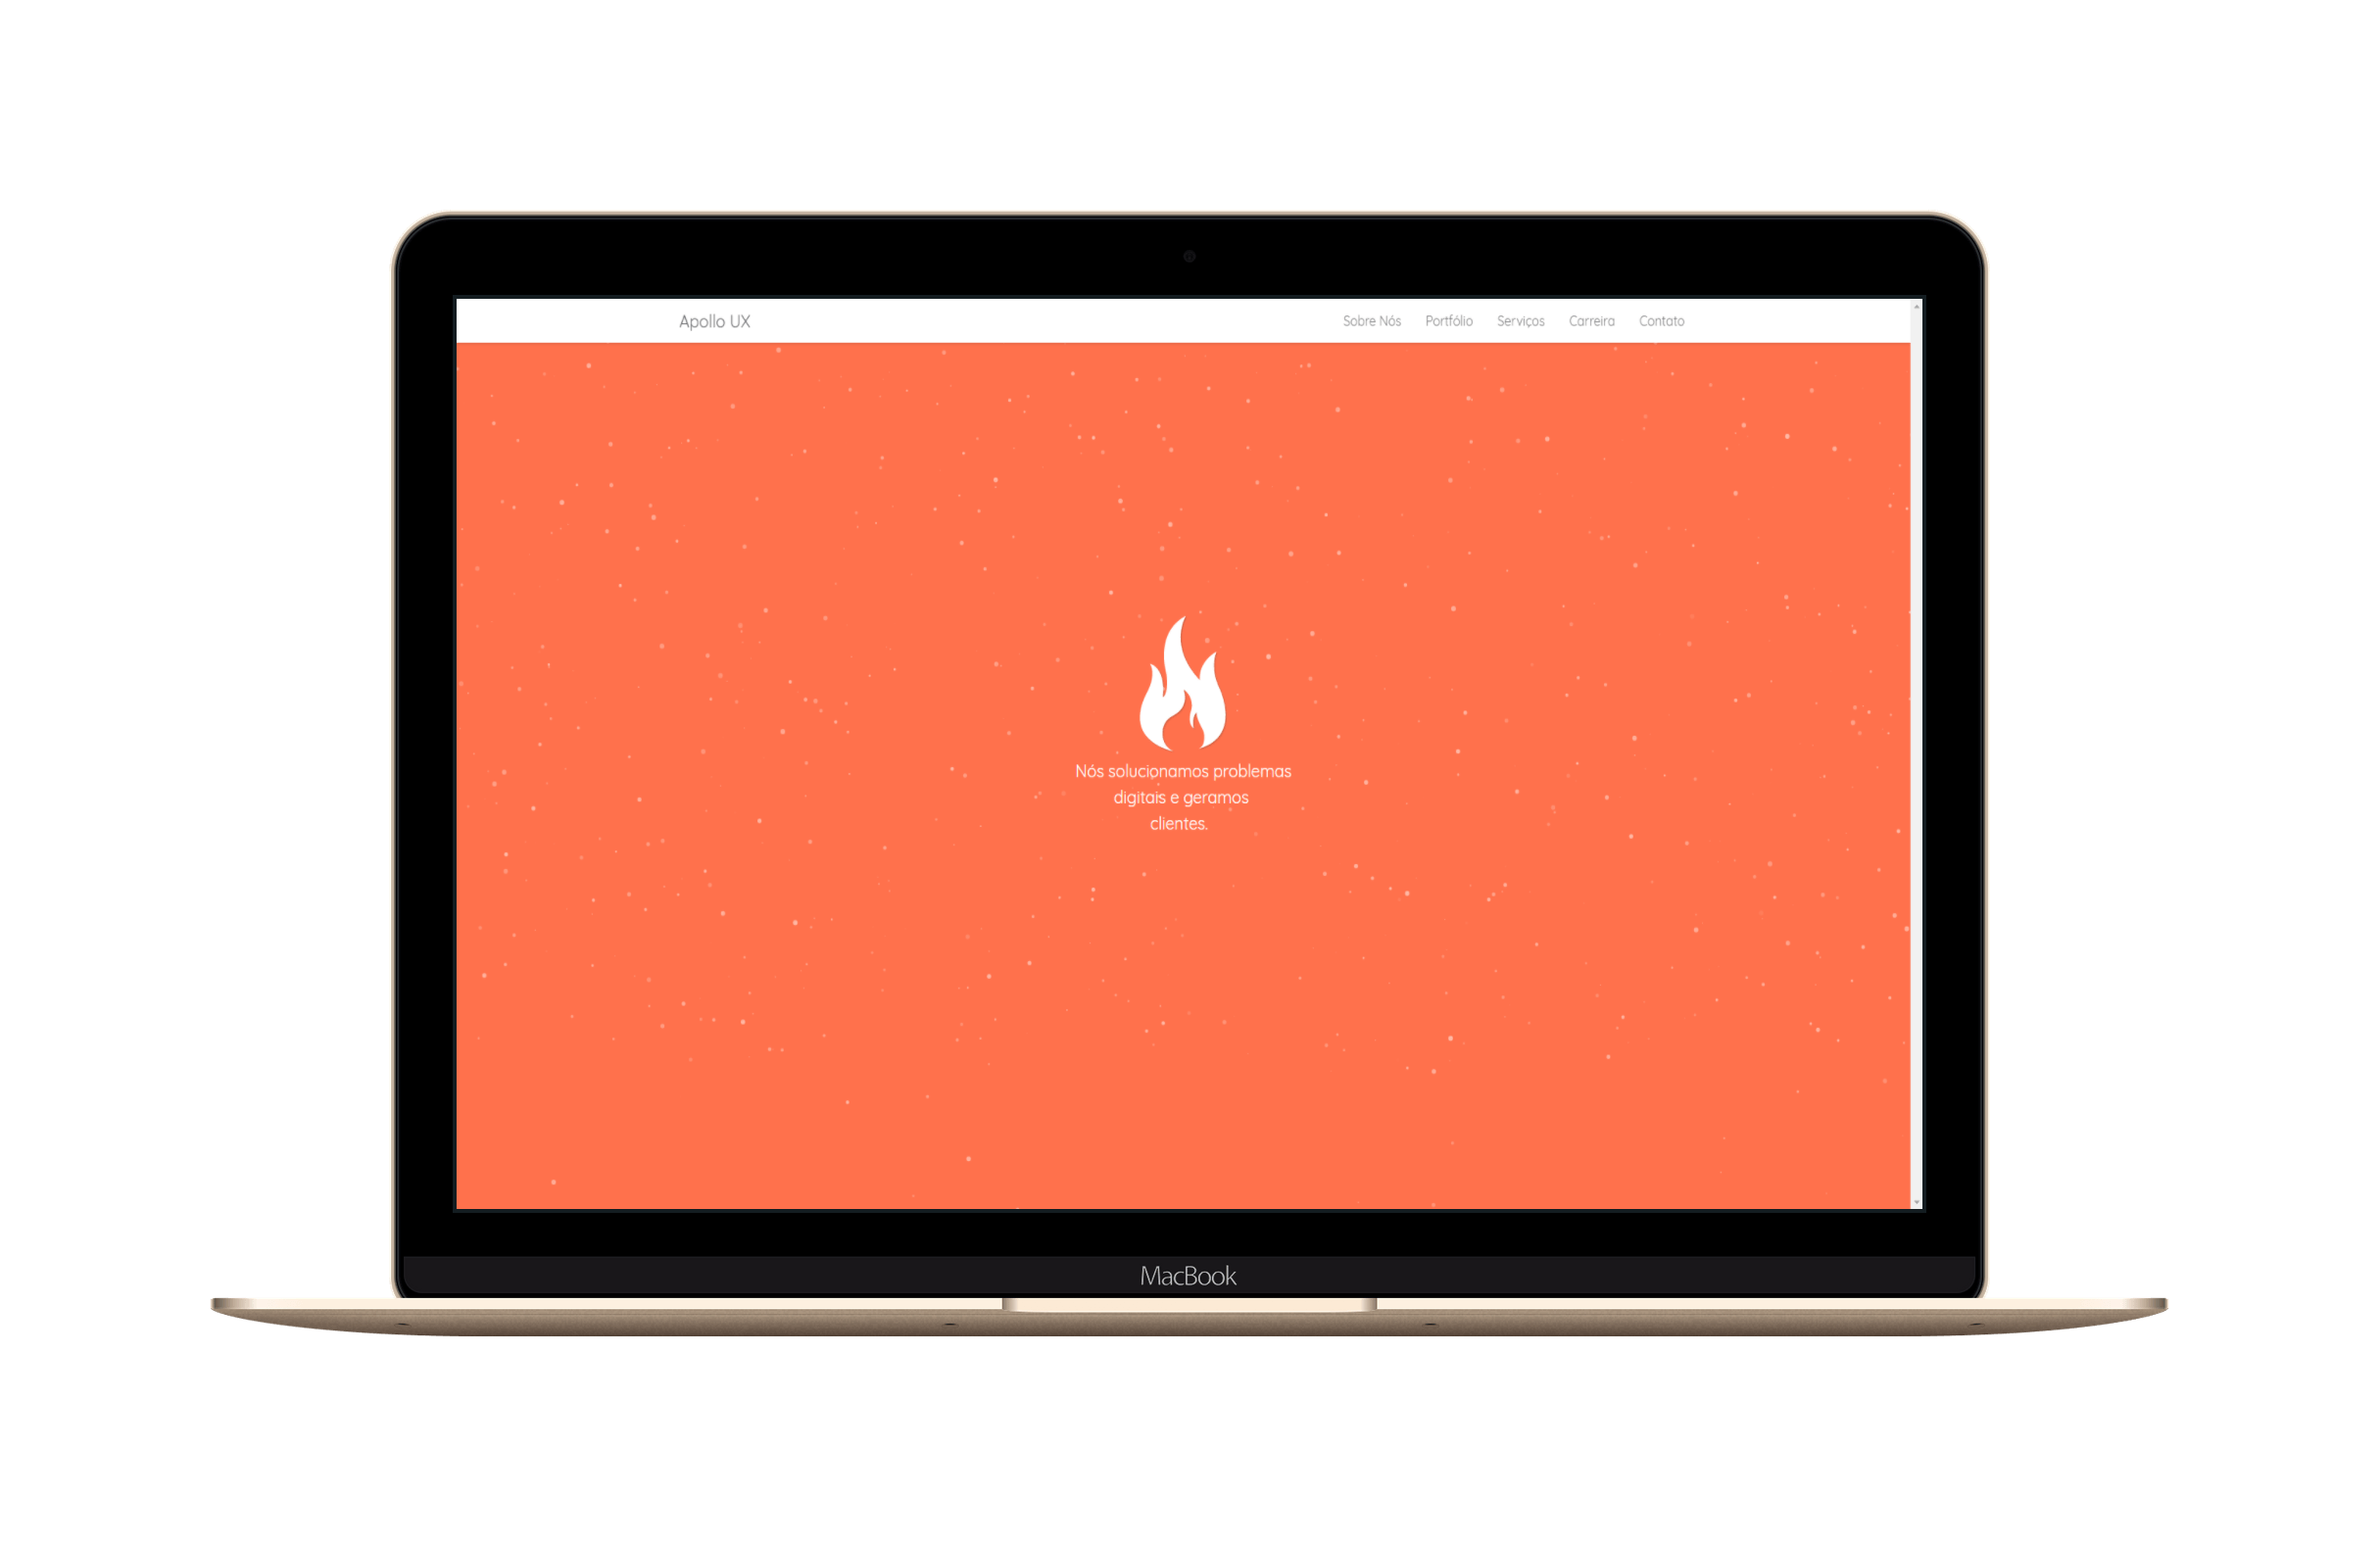 Apollo UX
Sobre Nós Portfólio Serviços Carreira Contato
Nós solucionamos problemas
digitais e geramos
clientes.
MacBook